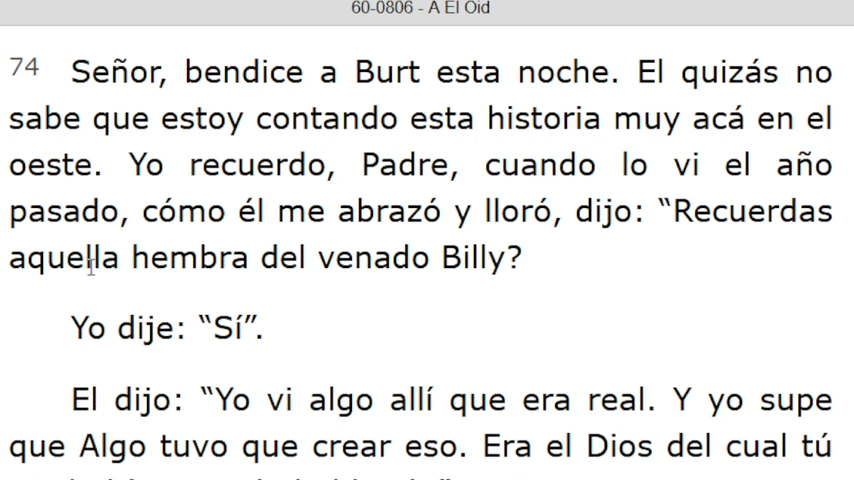 60-0806 - A El Oid
74 Señor, bendice a Burt esta noche. El quizás no
sabe que estoy contando esta historia muy acá en el
oeste. Yo recuerdo, Padre, cuando lo vi el año
pasado, cómo él me abrazó y lloró, dijo: “Recuerdas
aquella hembra del venado Billy?
Yo dije: “Sí”.
El dijo: “Yo vi algo allí que era real. Y yo supe
que Algo tuvo que crear eso. Era el Dios del cual tú